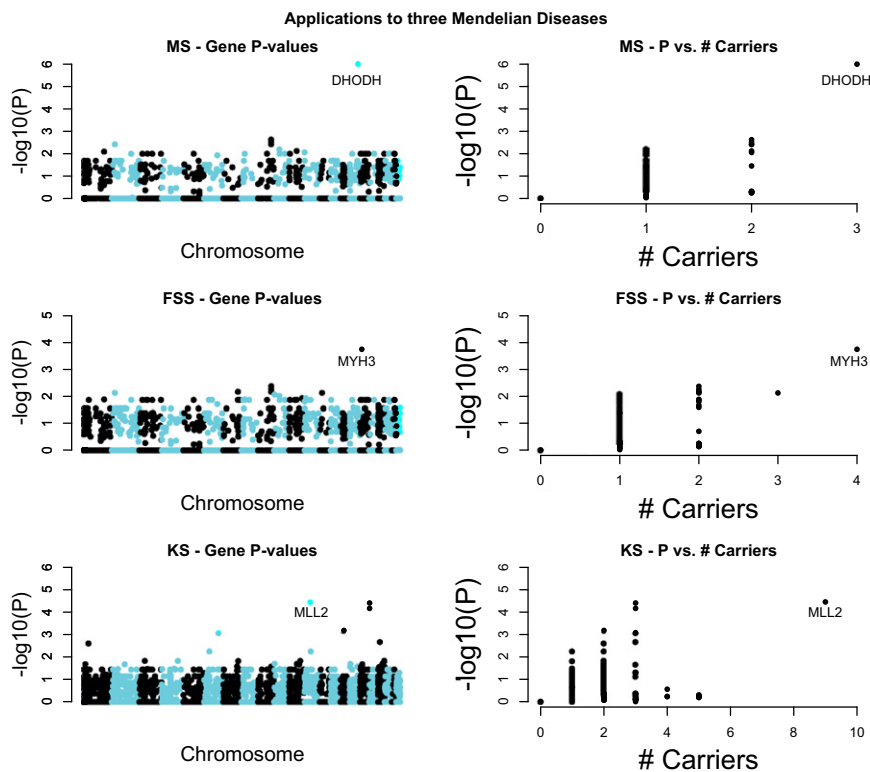 Applications to three Mendelian Diseases
MS - Gene P-values
-log10(P)
6
5
4
3
2
1
0
DHODH
Chromosome
MS - P vs. # Carriers
-log10(P)
6
5
4
3
2
1
0
DHODH
0 1 2 3
# Carriers
FSS - Gene P-values
-log10(P)
5
4
3
2
1
0
MYH3
Chromosome
FSS - P vs. # Carriers
-log10(P)
5
4
3
2
1
0
MYH3
0 1 2 3 4
# Carriers
KS - Gene P-values
-log10(P)
6
5
4
3
2
1
0
MLL2
Chromosome
KS - P vs. # Carriers
-log10(P)
6
5
4
3
2
1
0
MLL2
0 2 4 6 8 10
# Carriers